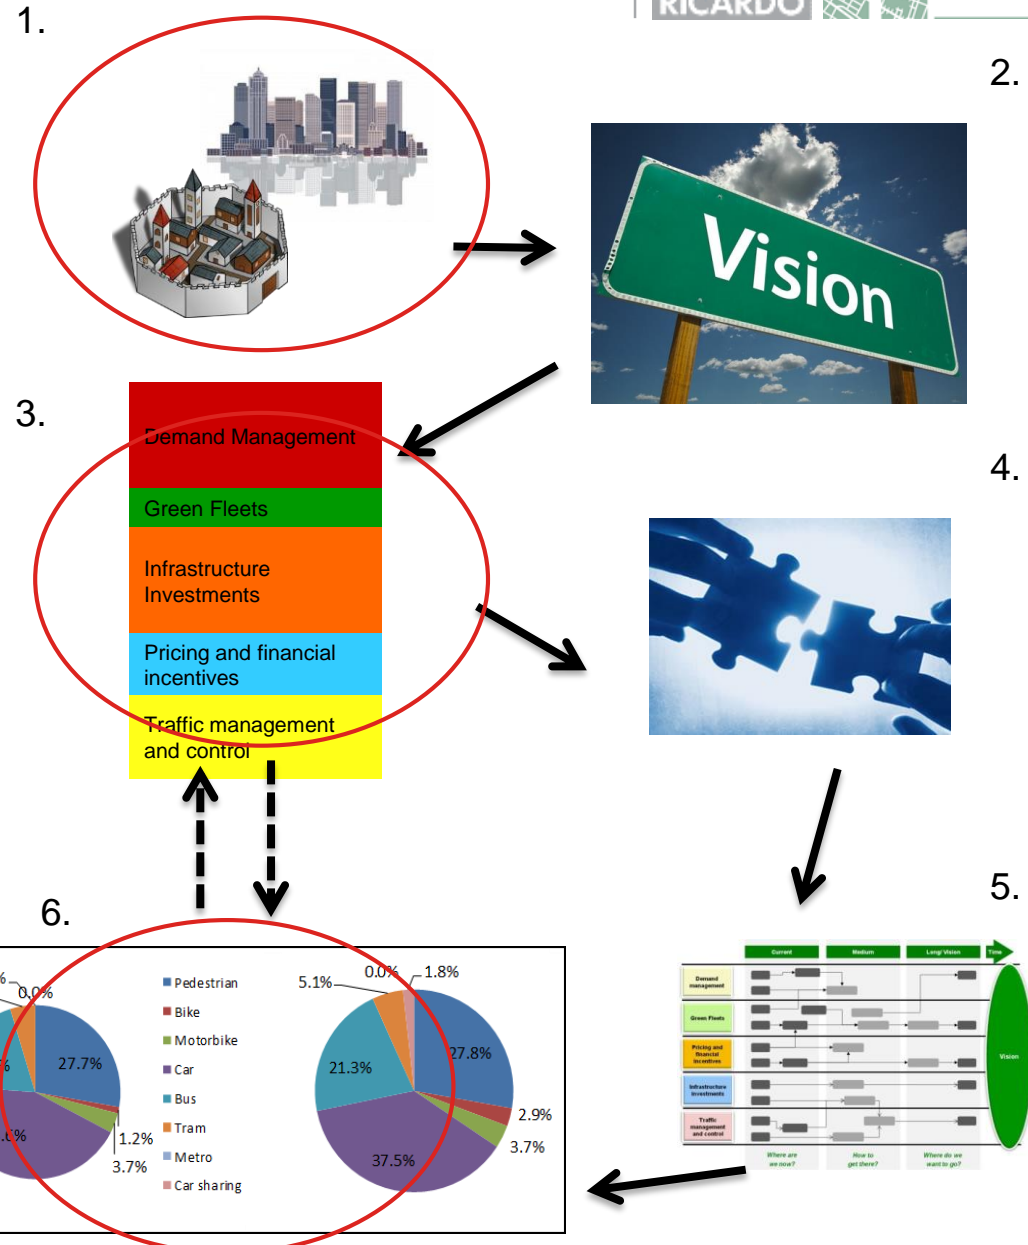 RICARDO
1.
2.
Vision
3.
Demand Management
Green Fleets
Infrastructure
Investments
Pricing and financial
incentives
Traffic management
and control
4.
5.
Current
Medium
Long/ Vision
Time
Demand
management
Green Fleets
Pricing and
financial
incentives
Infrastructure
investments
Traffic
management
and control
Vision
Where are
we now?
How to
get there?
Where do we
want to go?
6.
%
0.0%
27.7%
1.2%
3.7%
Pedestrian
Bike
Motorbike
Car
Bus
Tram
Metro
Car sharing
5.1%
0.0%
1.8%
27.8%
21.3%
2.9%
3.7%
37.5%